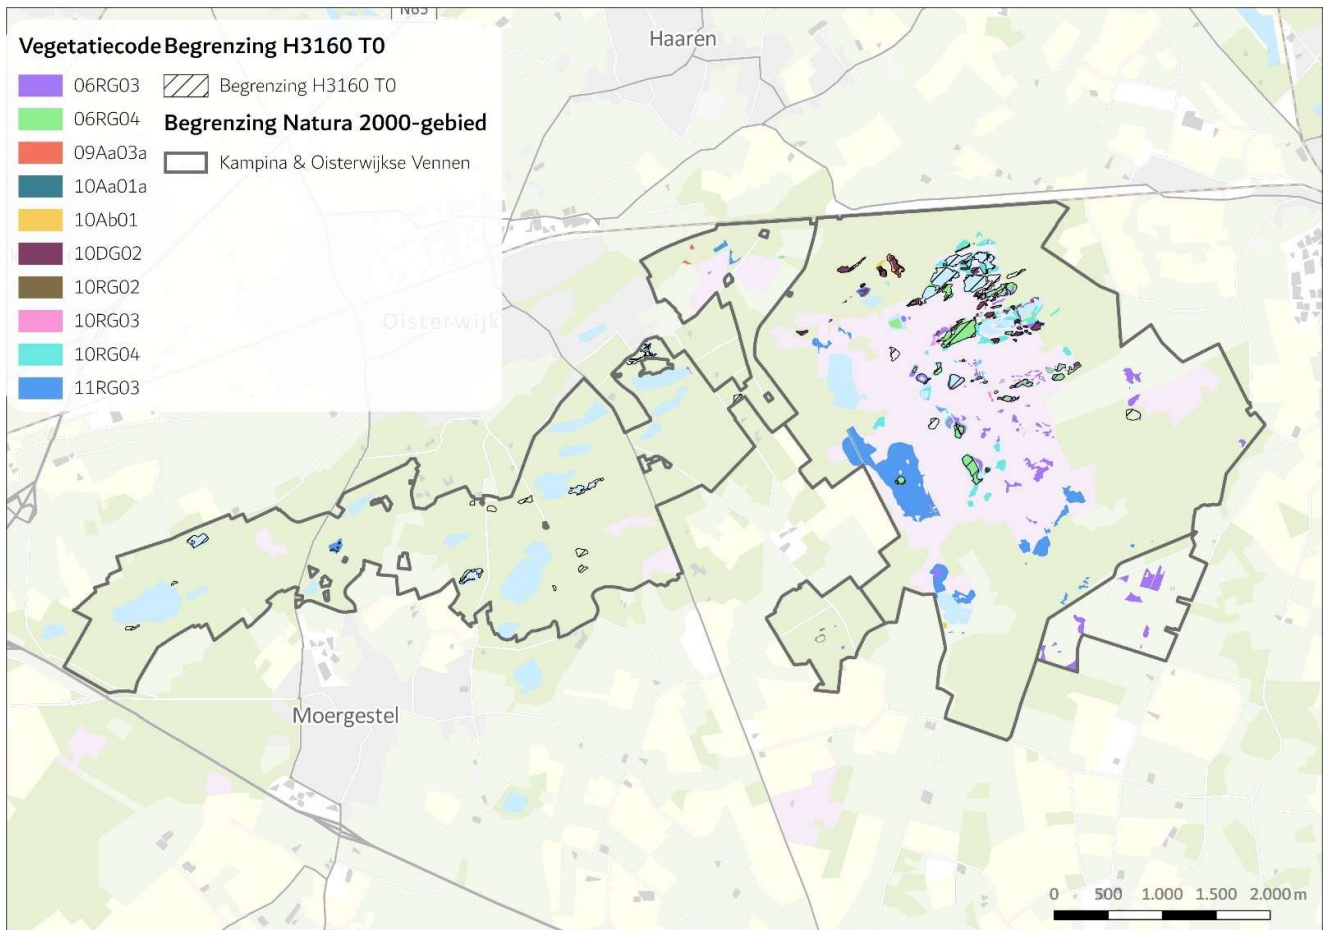 N65
Haaren
Vegetatiecode
06RG03
06RG04
09Aa03a
10Aa01a
10Ab01
10DG02
10RG02
10RG03
10RG04
11RG03
Begrenzing H3160 T0
Begrenzing H3160 T0
Begrenzing Natura 2000-gebied
Kampina & Oisterwijkse Vennen
Oisterwijk
Moergestel
0 500 1.000 1.500 2.000 m